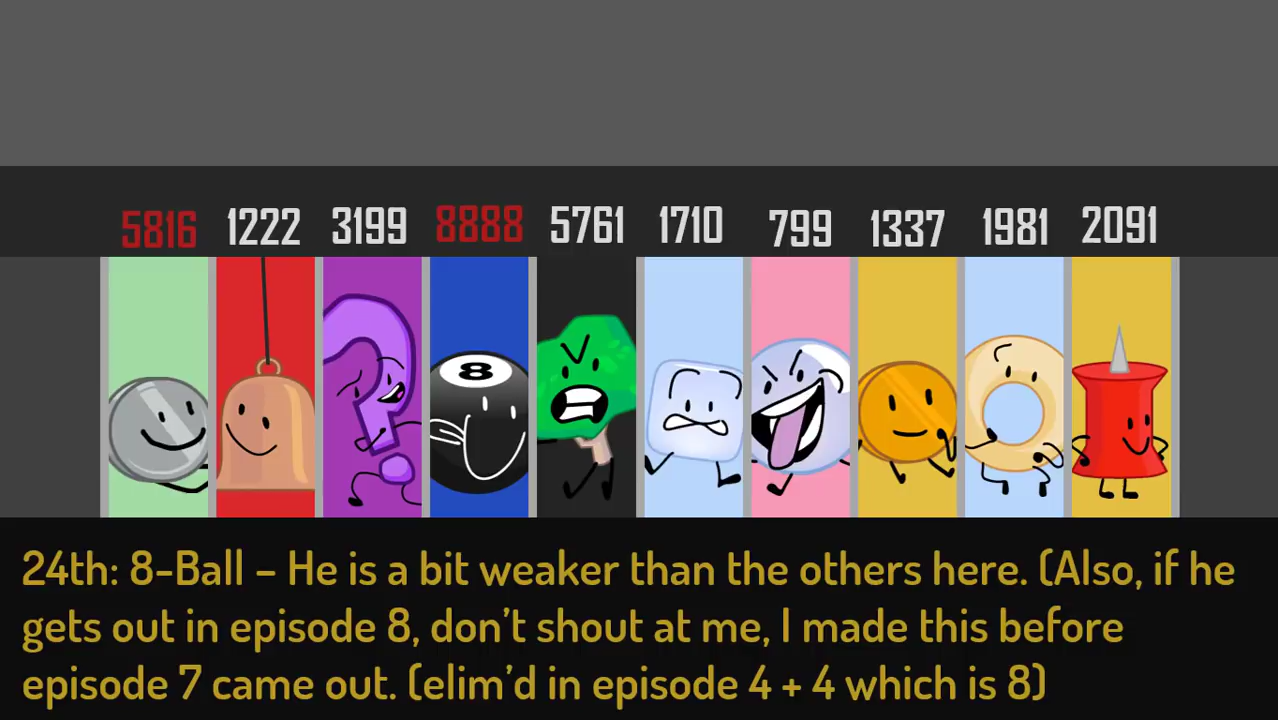 5816 1222 3199 8888 5761 1710 799 1337 1981 2091
8
24th: 8-Ball – He is a bit weaker than the others here. (Also, if he
gets out in episode 8, don't shout at me, I made this before
episode 7 came out. (elim'd in episode 4 + 4 which is 8)